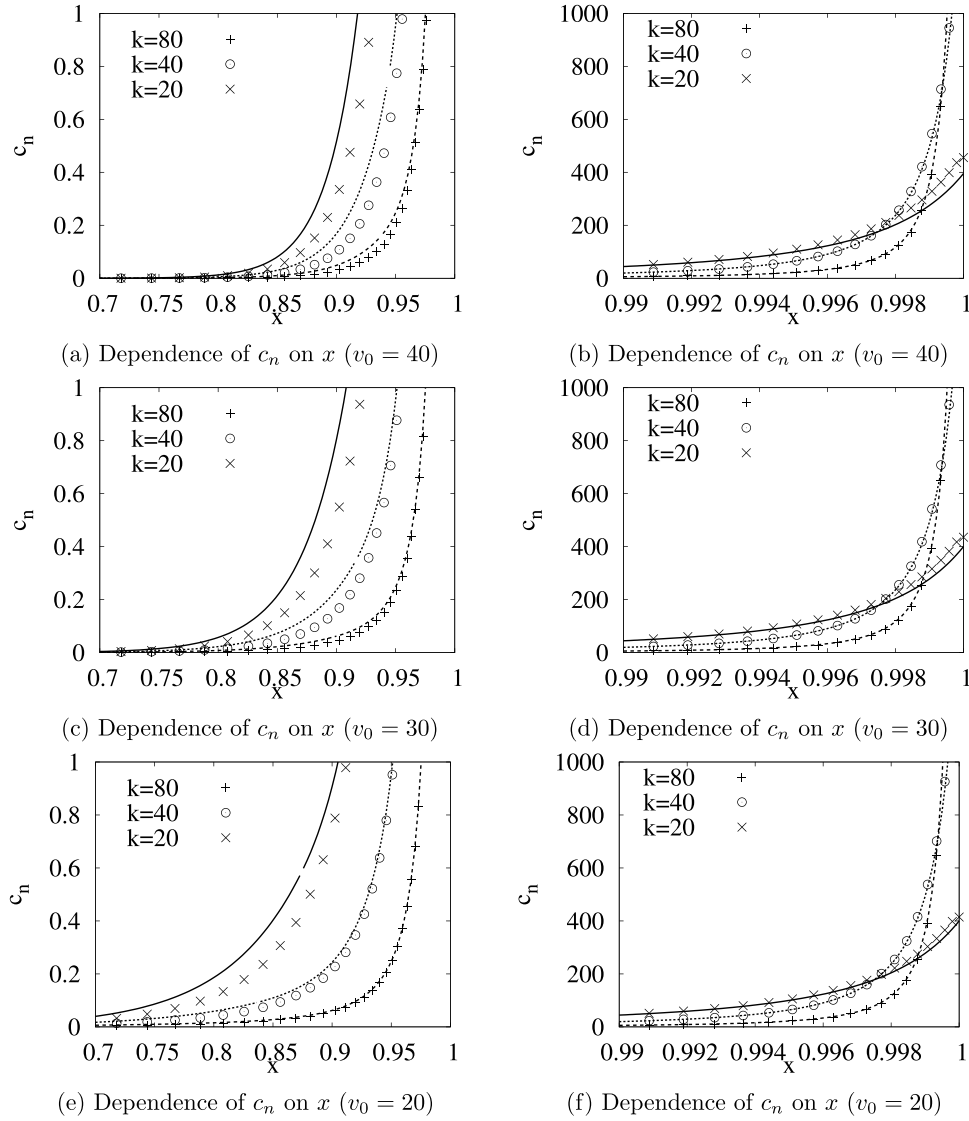 1
0.8
0.6
0.4
0.2
0
c_n
k=80
k=40
k=20
0.7 0.75 0.8 0.85 0.9 0.95 1
x
(a) Dependence of c_n on x (v_0 = 40)
1000
800
600
400
200
0
c_n
k=80
k=40
k=20
0.99 0.992 0.994 0.996 0.998 1
x
(b) Dependence of c_n on x (v_0 = 40)
1
0.8
0.6
0.4
0.2
0
c_n
k=80
k=40
k=20
0.7 0.75 0.8 0.85 0.9 0.95 1
x
(c) Dependence of c_n on x (v_0 = 30)
1000
800
600
400
200
0
c_n
k=80
k=40
k=20
0.99 0.992 0.994 0.996 0.998 1
x
(d) Dependence of c_n on x (v_0 = 30)
1
0.8
0.6
0.4
0.2
0
c_n
k=80
k=40
k=20
0.7 0.75 0.8 0.85 0.9 0.95 1
x
(e) Dependence of c_n on x (v_0 = 20)
1000
800
600
400
200
0
c_n
k=80
k=40
k=20
0.99 0.992 0.994 0.996 0.998 1
x
(f) Dependence of c_n on x (v_0 = 20)